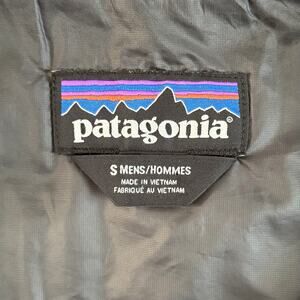 patagonia®
S MENS/HOMMES
MADE IN VIETNAM
FABRIQUÉ AU VIETNAM